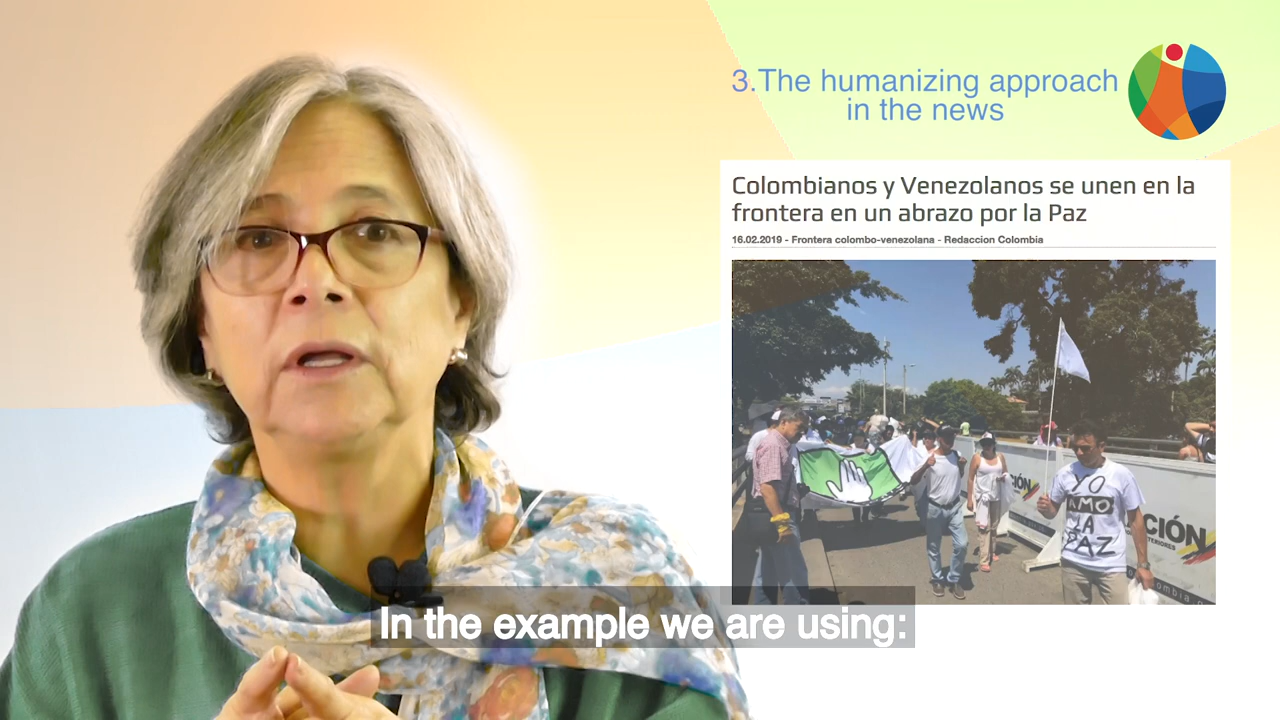 3.The humanizing approach
in the news
Colombianos y Venezolanos se unen en la
frontera en un abrazo por la Paz
16.02.2019 - Frontera colombo-venezolana - Redaccion Colombia
YO
AMO
LA
PAZ
CIÓN
CIÓN
In the example we are using: